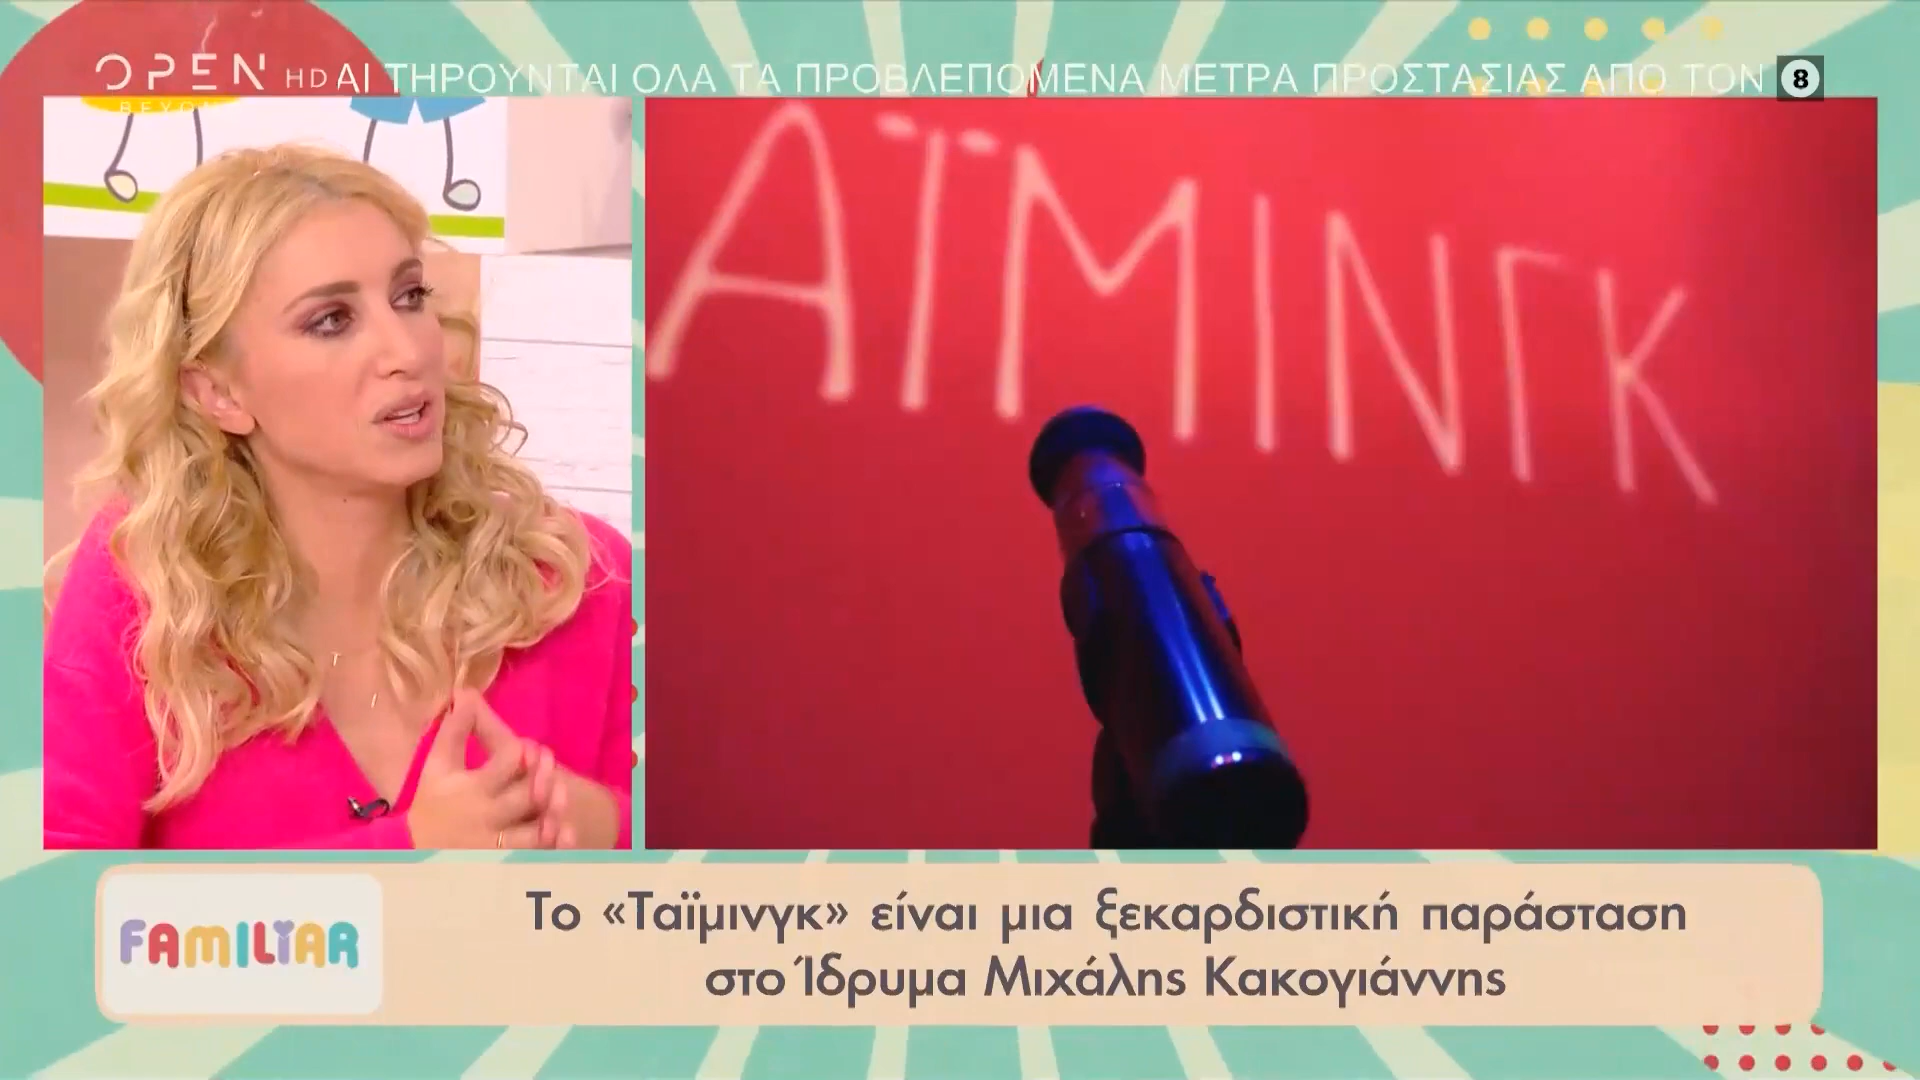 OPEN HD ΑΙ ΤΗΡΟΥΝΤΑΙ ΟΛΑ ΤΑ ΠΡΟΒΛΕΠΟΜΕΝΑ ΜΕΤΡΑ ΠΡΟΣΤΑΣΙΑΣ ΑΠΟ ΤΟΝ 8
BEYOND
ΑΪΜΙΝΓΚ
FAMILIAR
Το «Ταϊμινγκ» είναι μια ξεκαρδιστική παράσταση
στο Ίδρυμα Μιχάλης Κακογιάννης